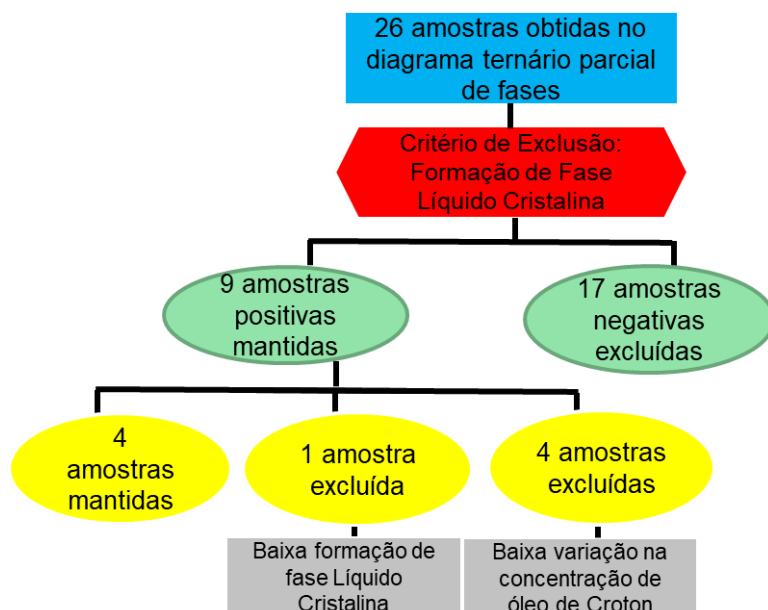 26 amostras obtidas no
diagrama ternário parcial
de fases
Critério de Exclusão:
Formação de Fase
Líquido Cristalina
9 amostras
positivas
mantidas
17 amostras
negativas
excluídas
4
amostras
mantidas
1 amostra
excluída
4 amostras
excluídas
Baixa formação de
fase Líquido
Cristalina
Baixa variação na
concentração de
óleo de Croton